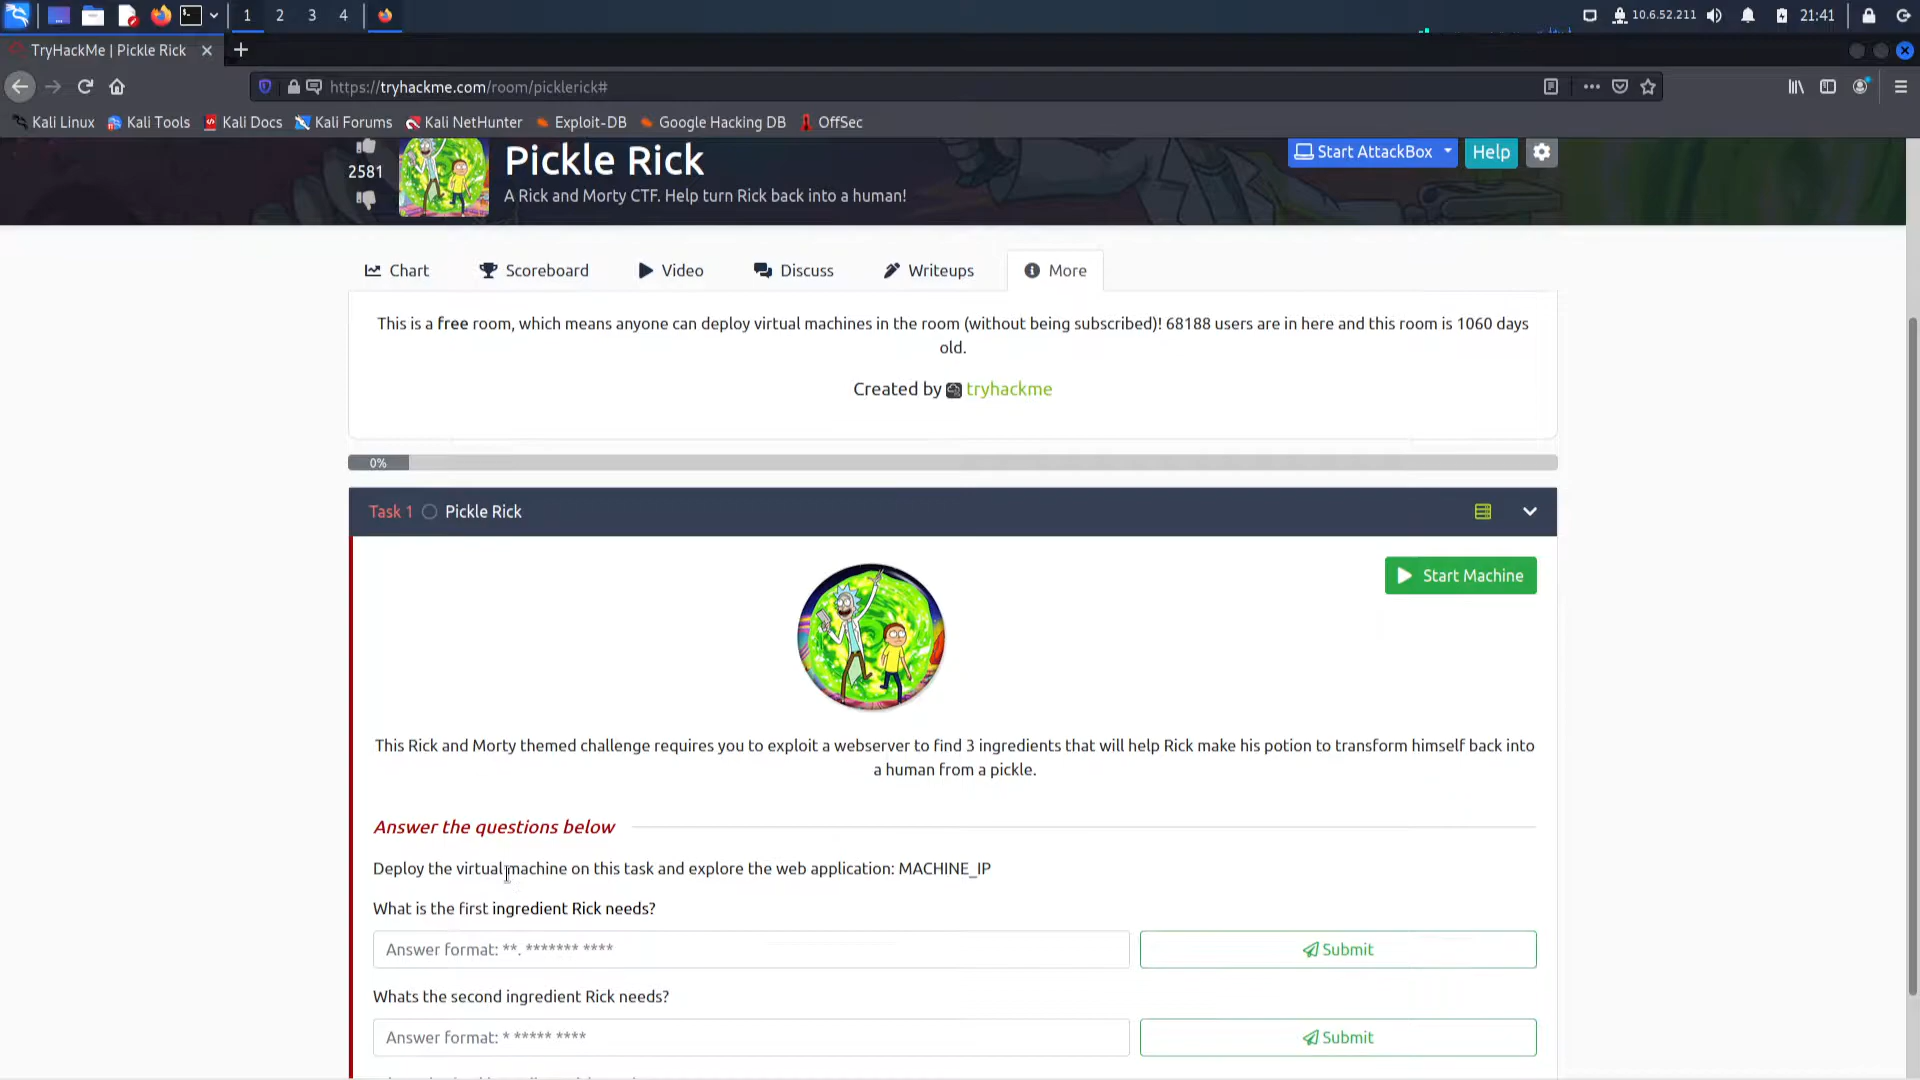 1 2 3 4 10.6.52.211 21:41
TryHackMe | Pickle Rick
https://tryhackme.com/room/picklerick#
Kali Linux Kali Tools Kali Docs Kali Forums Kali NetHunter Exploit-DB Google Hacking DB OffSec
2581
Pickle Rick
A Rick and Morty CTF. Help turn Rick back into a human!
Start AttackBox Help
Chart Scoreboard Video Discuss Writeups More
This is a free room, which means anyone can deploy virtual machines in the room (without being subscribed)! 68188 users are in here and this room is 1060 days
old.
Created by tryhackme
0%
Task 1 Pickle Rick
Start Machine
This Rick and Morty themed challenge requires you to exploit a webserver to find 3 ingredients that will help Rick make his potion to transform himself back into
a human from a pickle.
Answer the questions below
Deploy the virtual machine on this task and explore the web application: MACHINE_IP
What is the first ingredient Rick needs?
Answer format: **. ******* **** Submit
Whats the second ingredient Rick needs?
Answer format: * ***** **** Submit